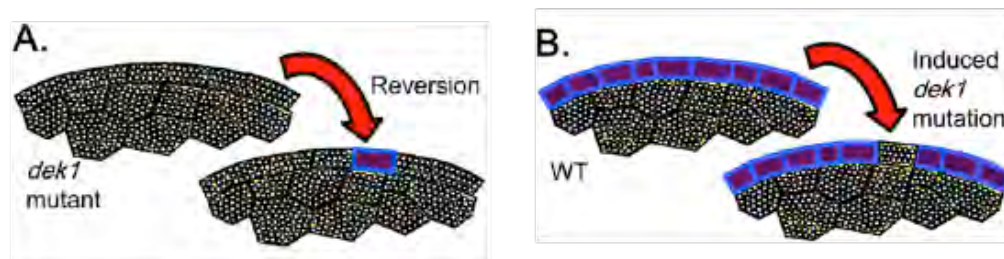 A.
Reversion
dek1
mutant
B.
Induced
dek1
mutation
WT